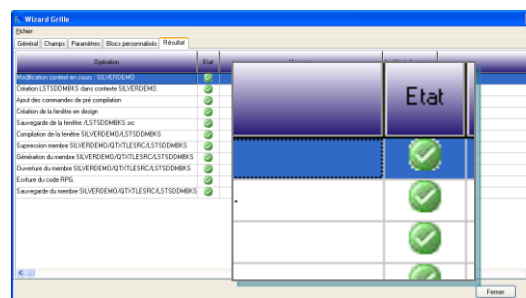 Wizard Grille
Fichier
Général Champs Paramètres Blocs personnalisés Résultat
Opération Etat
Modification context en cours : SILVERDEMO
Création LSTSDDMBKS dans contexte SILVERDEMO.
Ajout des commandes de pré compilation
Création de la fenêtre en design
Sauvegarde de la fenêtre /LSTSDDMBKS.src
Compilation de la fenêtre SILVERDEMO/LSTSDDMBKS
Supression membre SILVERDEMO/QTXTLESRC/LSTSDDMBKS
Génération du membre SILVERDEMO/QTXTLESRC/LSTSDDMBKS
Ouverture du membre SILVERDEMO/QTXTLESRC/LSTSDDMBKS
Ecriture du code RPG.
Sauvegarde du membre SILVERDEMO/QTXTLESRC/LSTSDDMBKS
Etat
Fermer